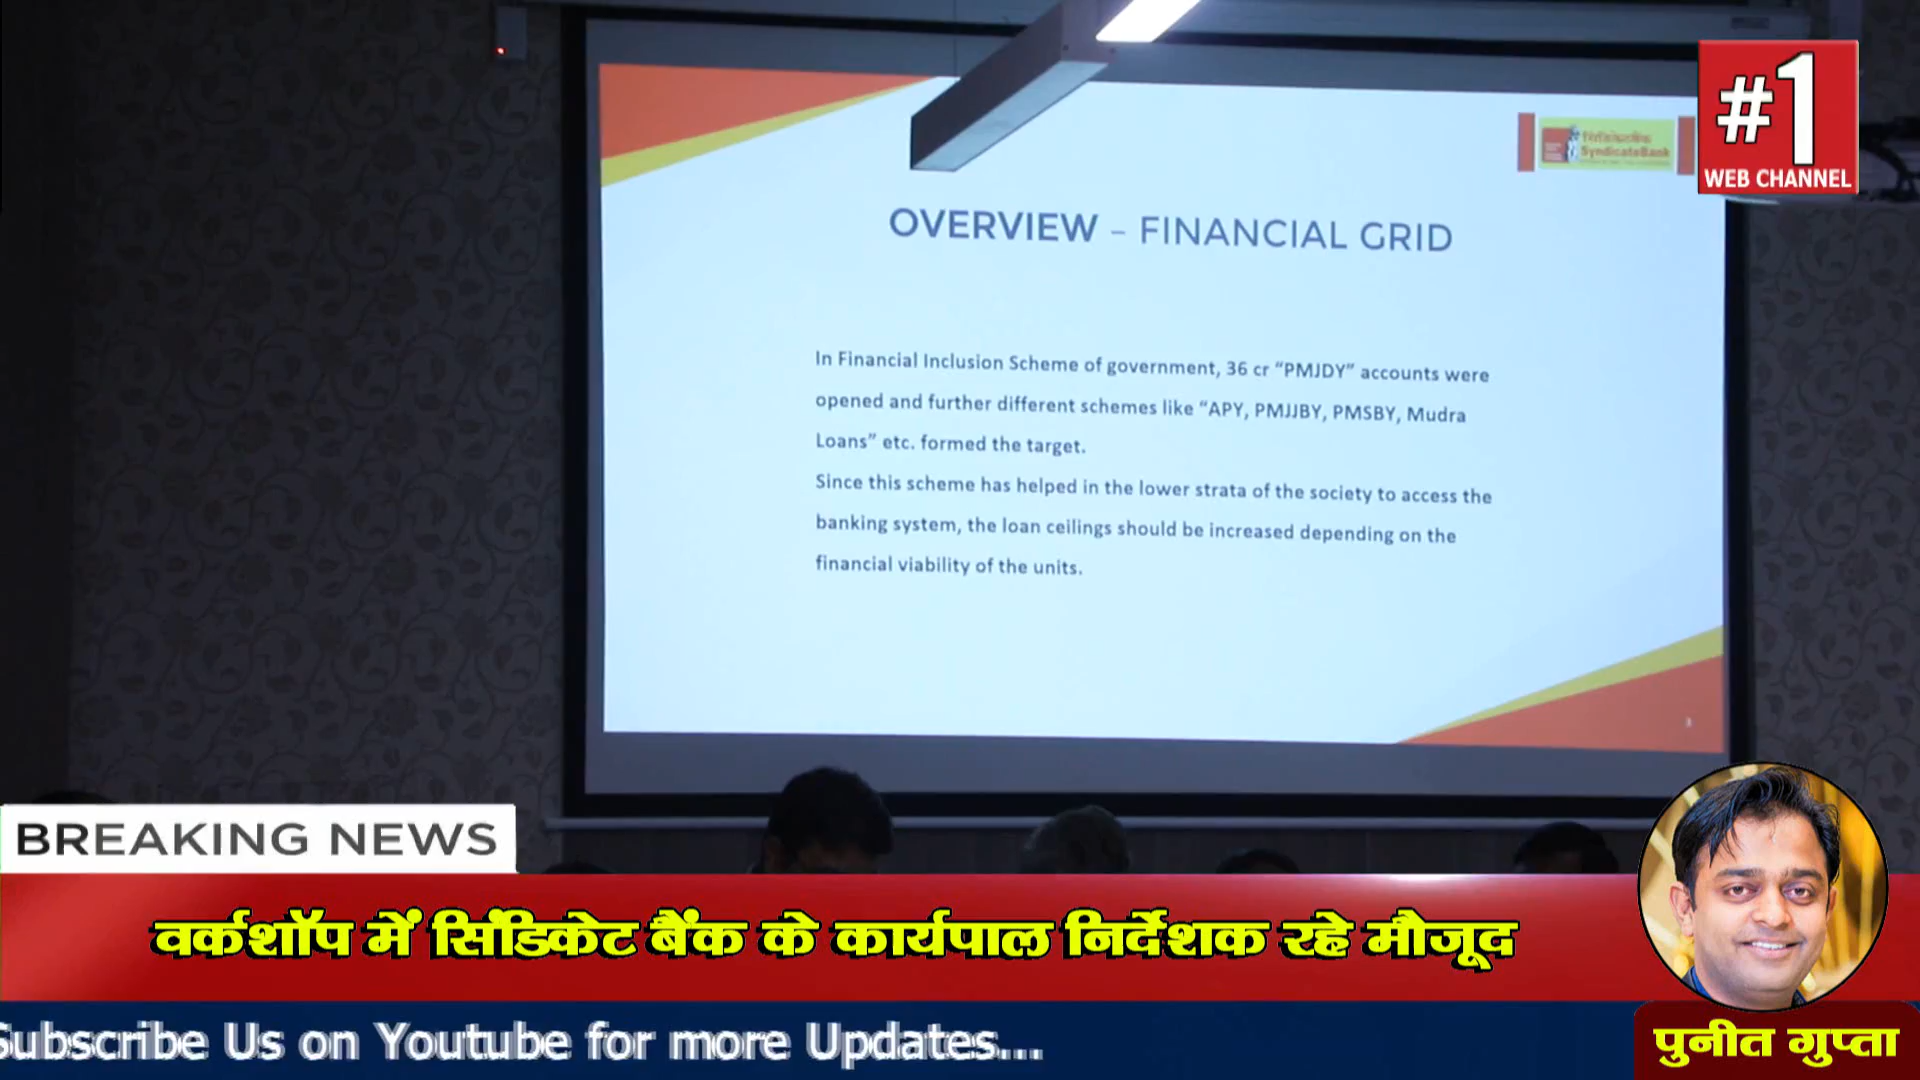 #1
WEB CHANNEL
SyndicateBank
OVERVIEW – FINANCIAL GRID
In Financial Inclusion Scheme of government, 36 cr “PMJDY” accounts were
opened and further different schemes like “APY, PMJJBY, PMSBY, Mudra
Loans” etc. formed the target.
Since this scheme has helped in the lower strata of the society to access the
banking system, the loan ceilings should be increased depending on the
financial viability of the units.
3
BREAKING NEWS
वर्कशॉप में सिंडिकेट बैंक के कार्यपाल निर्देशक रहे मौजूद
Subscribe Us on Youtube for more Updates...
पुनीत गुप्ता